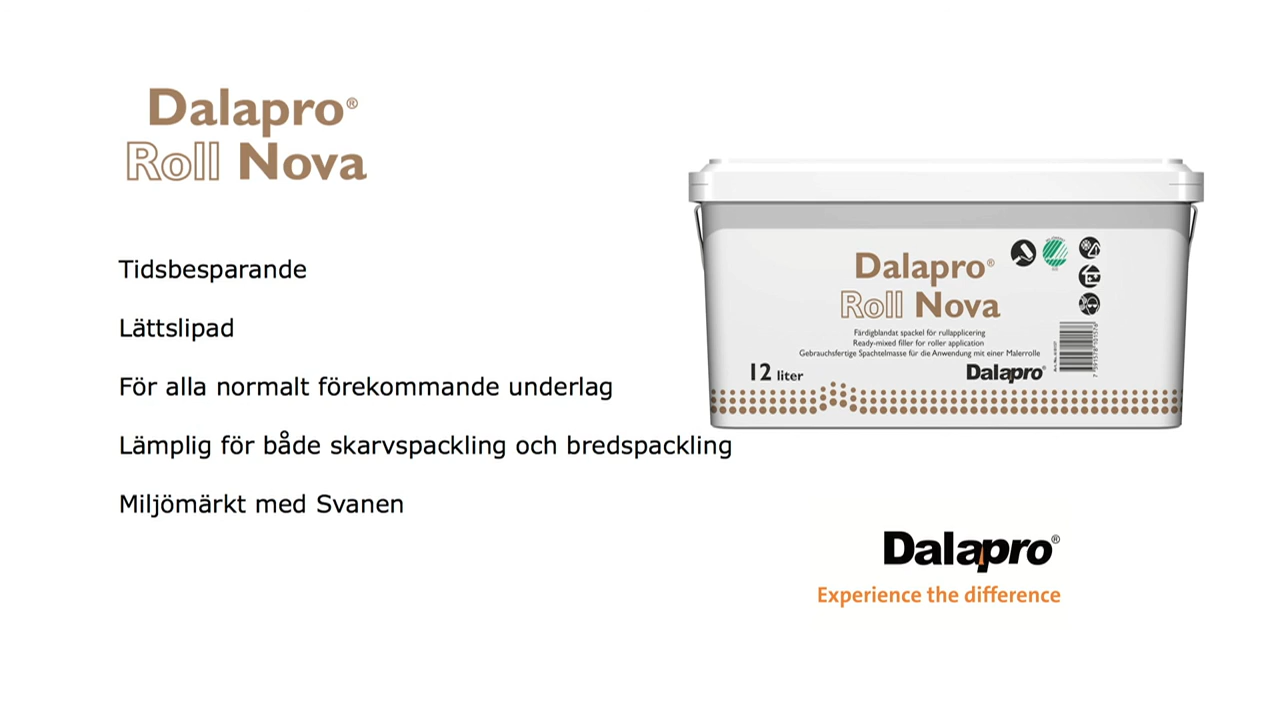 Dalapro®
Roll Nova
Tidsbesparande
Lättslipad
För alla normalt förekommande underlag
Lämplig för både skarvspackling och bredspackling
Miljömärkt med Svanen
Dalapro®
Roll Nova
Färdigblandat spackel för rullapplicering
Ready-mixed filler for roller application
Gebrauchsfertige Spachtelmasse für die Anwendung mit einer Malerrolle
12 liter
Dalapro®
Dalapro®
Experience the difference